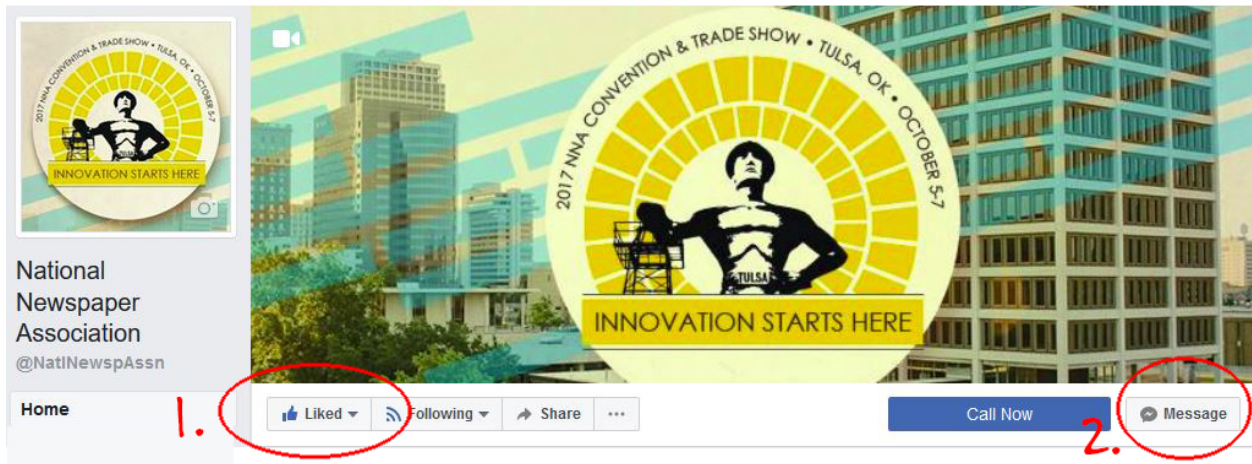 2017 NNA CONVENTION & TRADE SHOW • TULSA, OK • OCTOBER 5-7
TULSA
INNOVATION STARTS HERE
2017 NNA CONVENTION & TRADE SHOW • TULSA, OK • OCTOBER 5-7
TULSA
INNOVATION STARTS HERE
National
Newspaper
Association
@NatlNewspAssn
Home
1.
Liked Following Share ... Call Now Message
2.